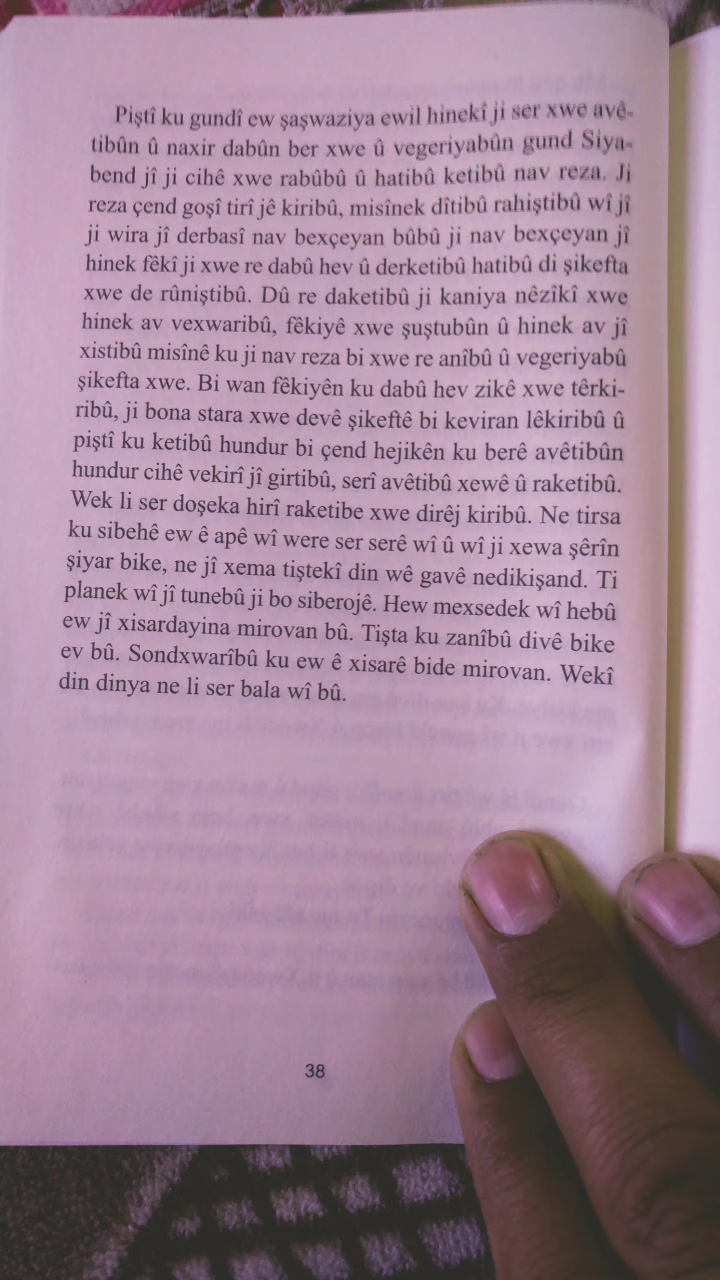 Piştî ku gundî ew şaşwaziya ewil hinekî ji ser xwe avê-
tibûn û naxir dabûn ber xwe û vegeriyabûn gund Siya-
bend jî ji cihê xwe rabûbû û hatibû ketibû nav reza. Ji
reza çend goşî tirî jê kiribû, misînek dîtibû rahiştibû wî jî
ji wira jî derbasî nav bexçeyan bûbû ji nav bexçeyan jî
hinek fêkî ji xwe re dabû hev û derketibû hatibû di şikefta
xwe de rûniştibû. Dû re daketibû ji kaniya nêzîkî xwe
hinek av vexwaribû, fêkiyê xwe şuştubûn û hinek av jî
xistibû misînê ku ji nav reza bi xwe re anîbû û vegeriyabû
şikefta xwe. Bi wan fêkiyên ku dabû hev zikê xwe têrki-
ribû, ji bona stara xwe devê şikeftê bi keviran lêkiribû û
piştî ku ketibû hundur bi çend hejikên ku berê avêtibûn
hundur cihê vekirî jî girtibû, serî avêtibû xewê û raketibû.
Wek li ser doşeka hirî raketibe xwe dirêj kiribû. Ne tirsa
ku sibehê ew ê apê wî were ser serê wî û wî ji xewa şêrîn
şiyar bike, ne jî xema tiştekî din wê gavê nedikişand. Ti
planek wî jî tunebû ji bo siberojê. Hew mexsedek wî hebû
ew jî xisardayina mirovan bû. Tişta ku zanîbû divê bike
ev bû. Sondxwarîbû ku ew ê xisarê bide mirovan. Wekî
din dinya ne li ser bala wî bû.
38